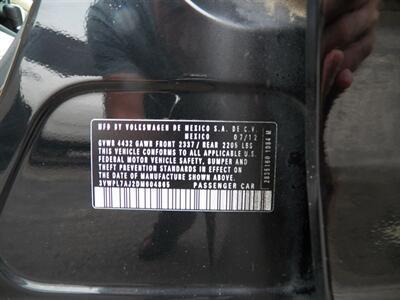 MFD BY VOLKSWAGEN DE MEXICO S.A. DE C.V.
MEXICO 07/12
GVWR 4432 GAWR FRONT 2337/ REAR 2205 LBS
THIS VEHICLE CONFORMS TO ALL APPLICABLE U.S.
FEDERAL MOTOR VEHICLE SAFETY, BUMPER AND
THEFT PREVENTION STANDARDS IN EFFECT ON THE
DATE OF MANUFACTURE SHOWN ABOVE.
3VWPL7AJ2DM604865 PASSENGER CAR